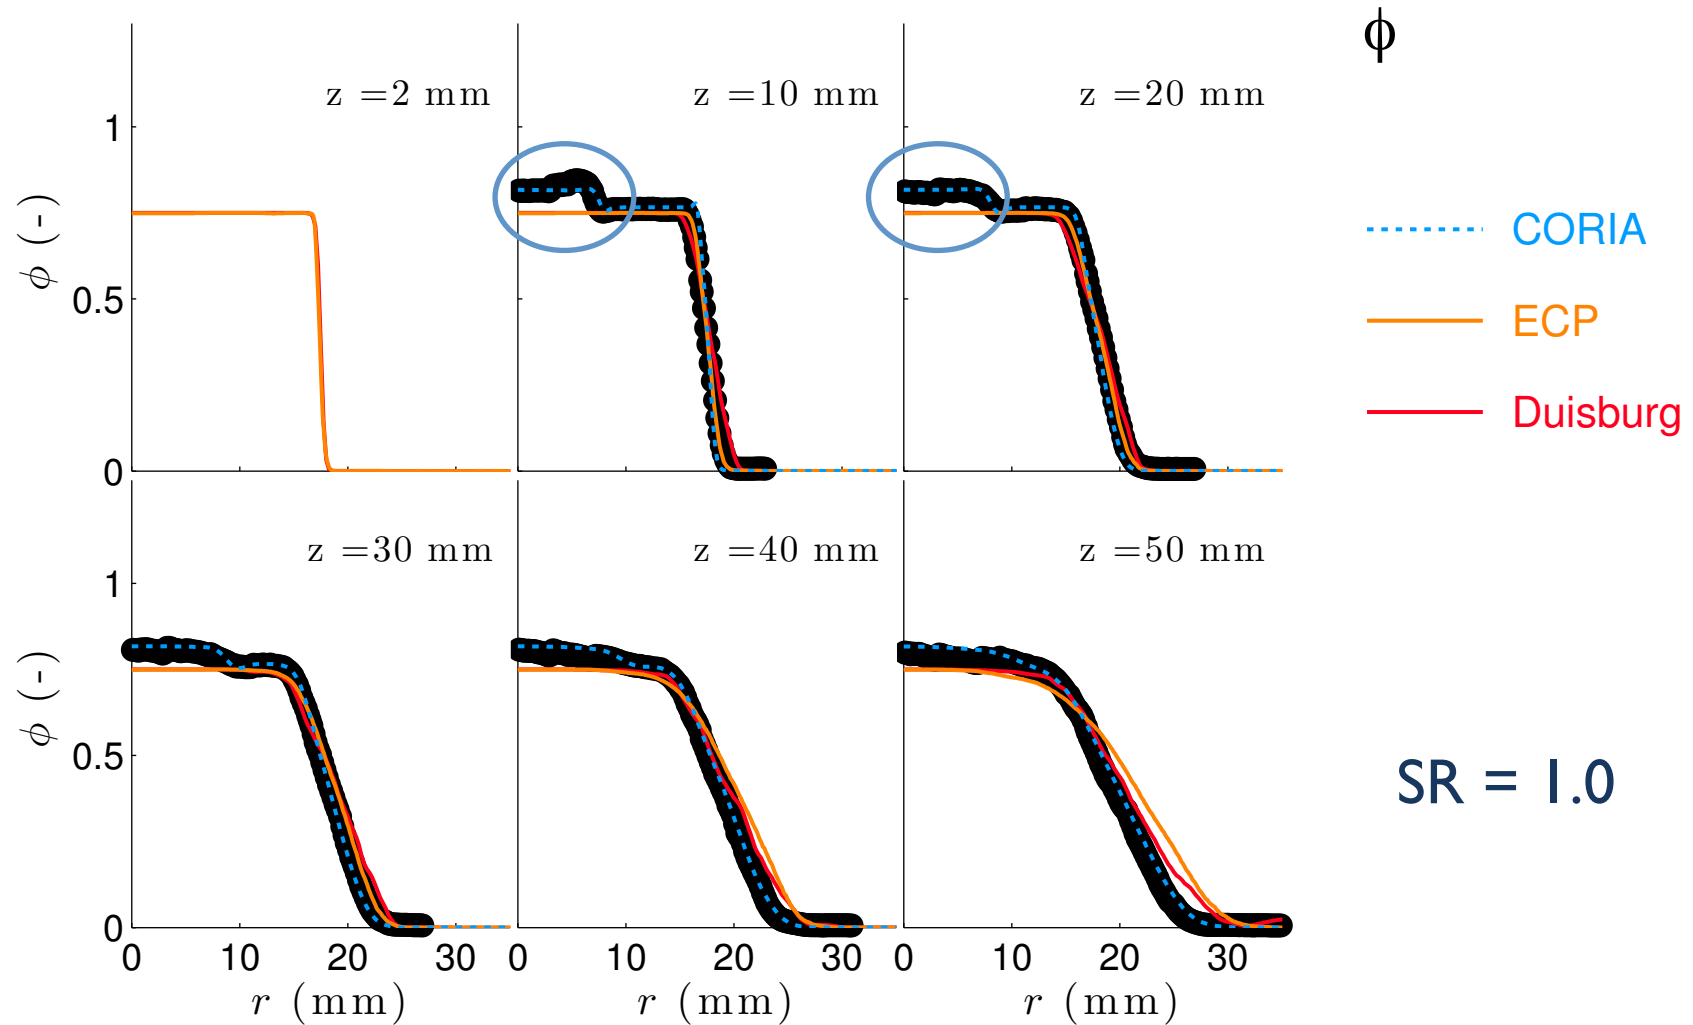 ϕ
z =2 mm
z =10 mm
z =20 mm
1
0.5
0
ϕ (-)
CORIA
ECP
Duisburg
z =30 mm
z =40 mm
z =50 mm
1
0.5
0
ϕ (-)
SR = 1.0
0 10 20 30
0 10 20 30
0 10 20 30
r (mm)
r (mm)
r (mm)